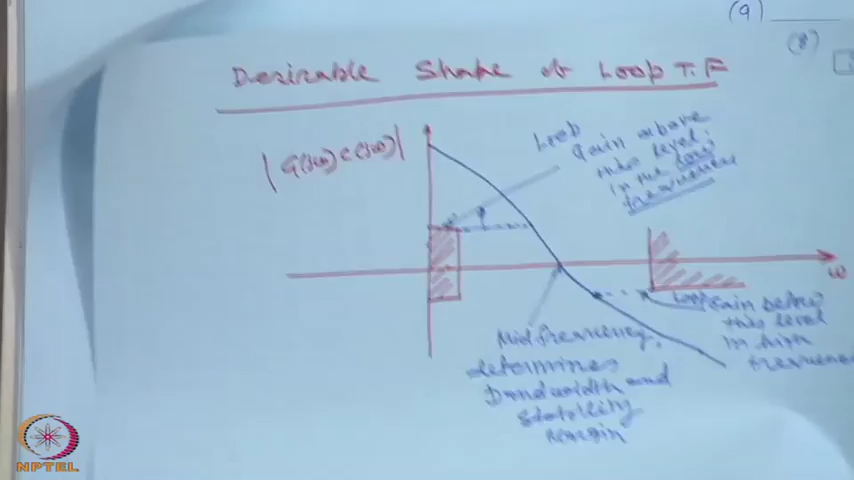 (9)
(8)
Desirable Shape of Loop T.F
|G(jω)C(jω)|
Loop
Gain above
this level.
in the low
frequencies
ω
Loop Gain below
this level
in high
frequencies
Mid frequency,
determines
Bandwidth and
Stability
Margin
NPTEL